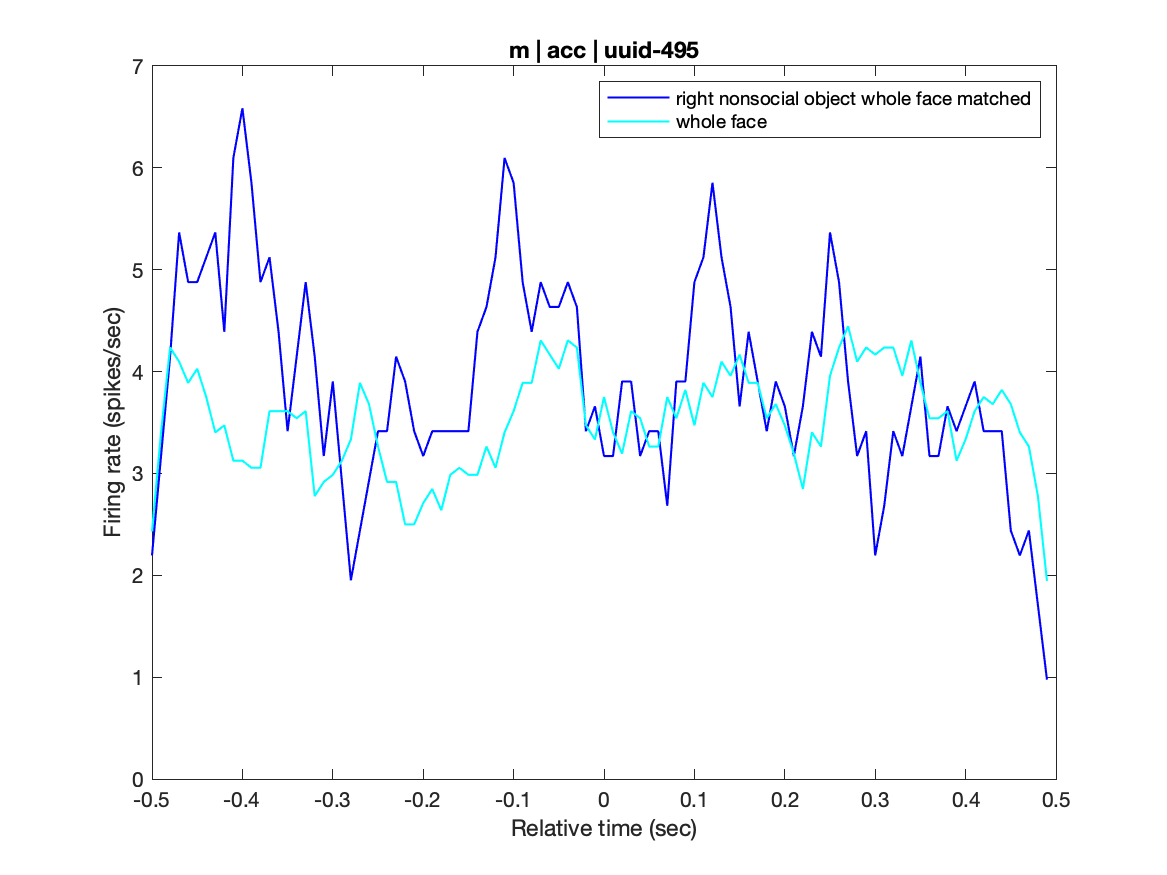 m | acc | uuid-495
right nonsocial object whole face matched
whole face
Firing rate (spikes/sec)
7
6
5
4
3
2
1
0
-0.5 -0.4 -0.3 -0.2 -0.1 0 0.1 0.2 0.3 0.4 0.5
Relative time (sec)